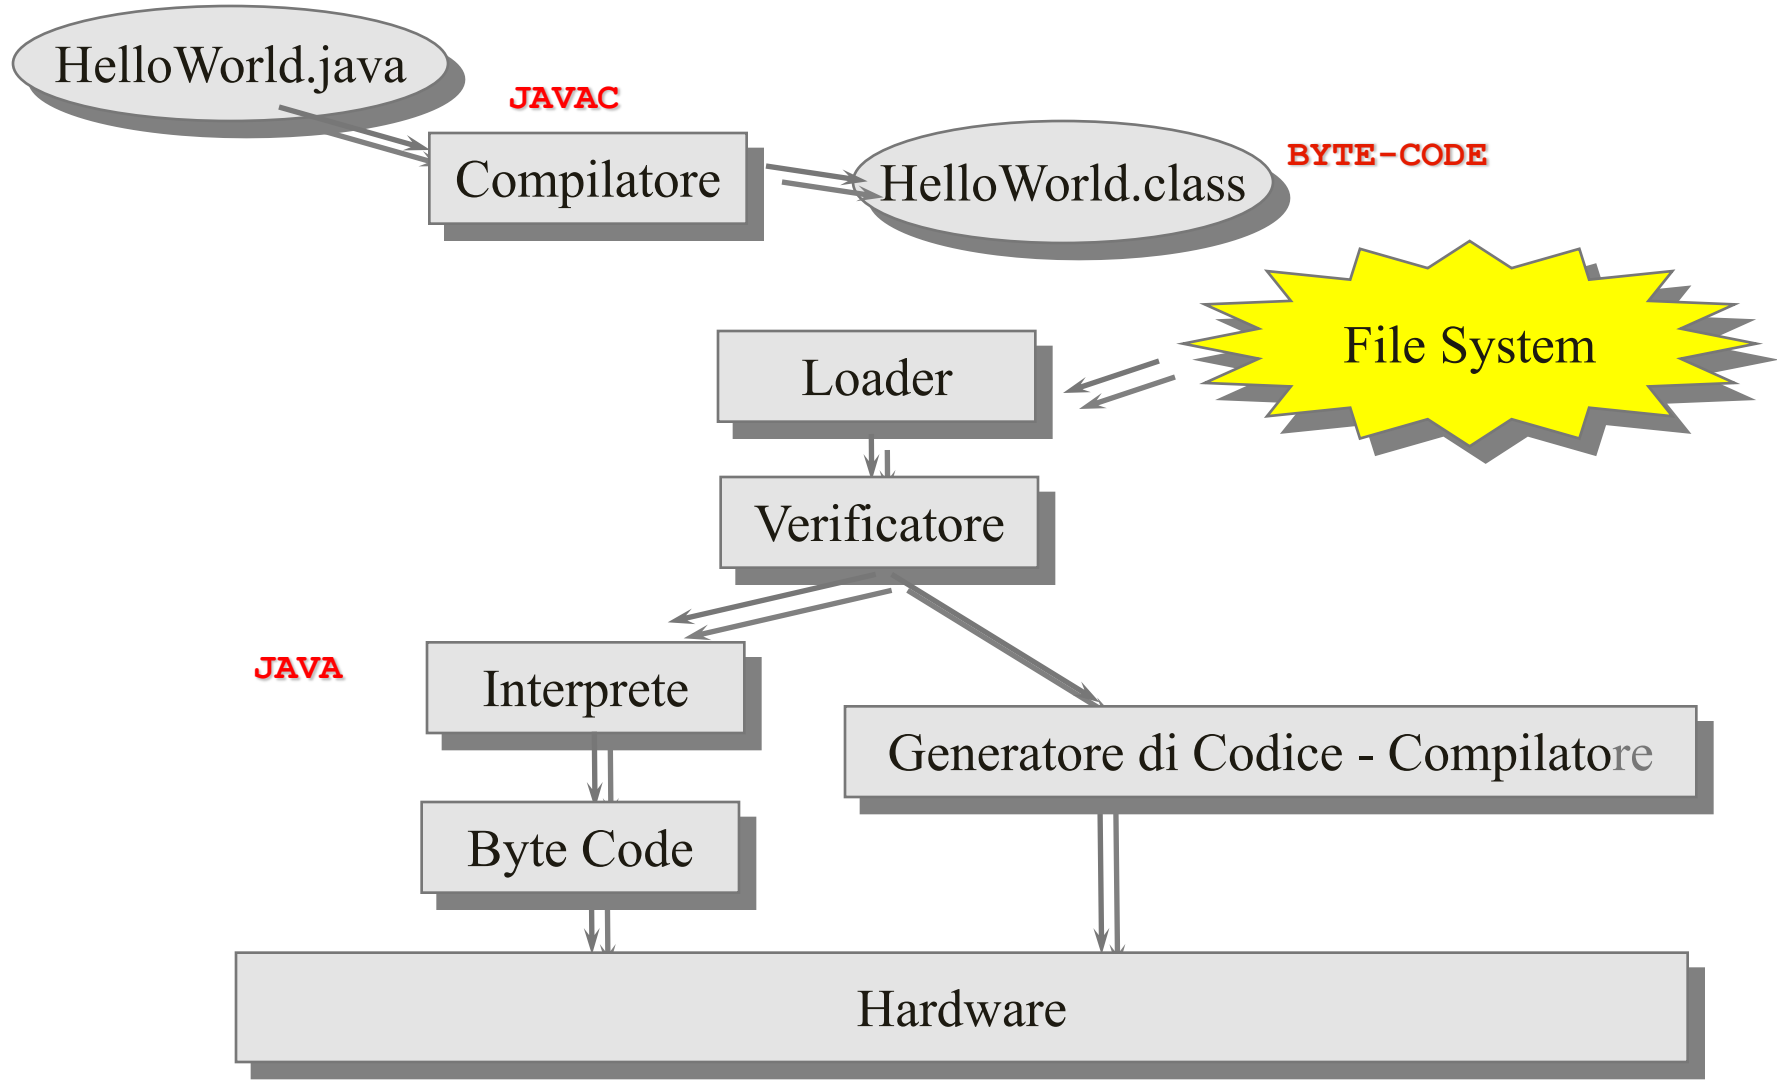 HelloWorld.java
JAVAC
Compilatore
HelloWorld.class
BYTE-CODE
File System
Loader
Verificatore
JAVA
Interprete
Generatore di Codice - Compilatore
Byte Code
Hardware